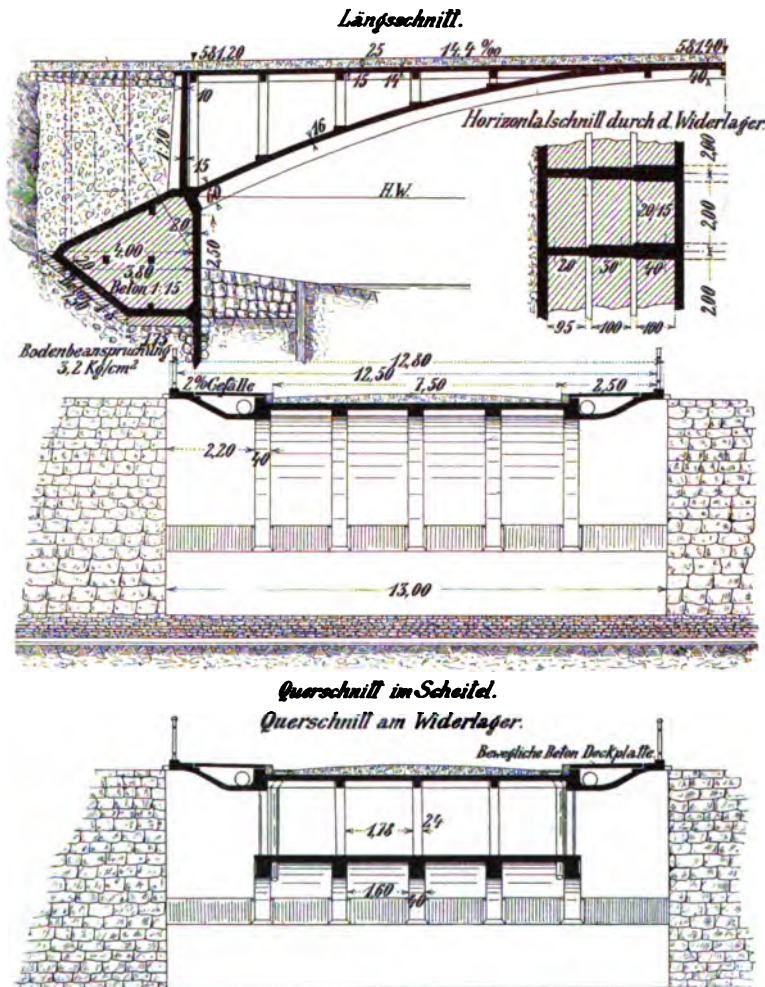 Längsschnitt.
581.20 25 14.4 ‰ 581.40
15 14 40
10
1,20
16
15
Horizontalschnitt durch d. Widerlager.
2,00
60
H.W.
20
2,50
20/15
2,00
4,00
3,80
Beton 1:15
20
20 30 40
2,00
95 100 100
Bodenbeanspruchung
3,2 Kg/cm²
12,80
12,50
2% Gefälle 7,50 2,50
2,20 40
13,00
Querschnitt im Scheitel.
Querschnitt am Widerlager.
Bewegliche Beton Deckplatte.
1,78 24
1,60 40